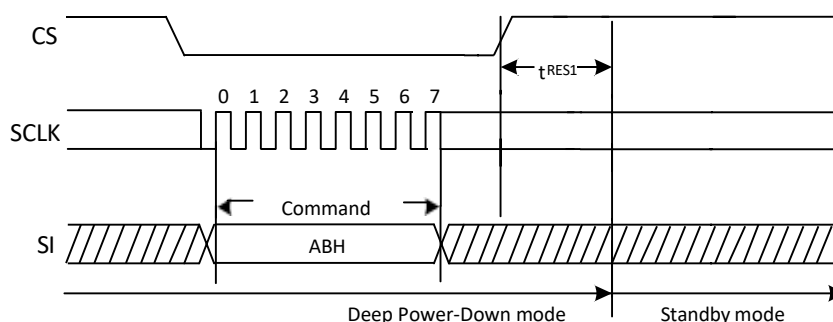 CS
tRES1
0 1 2 3 4 5 6 7
SCLK
Command
SI
ABH
Deep Power-Down mode
Standby mode